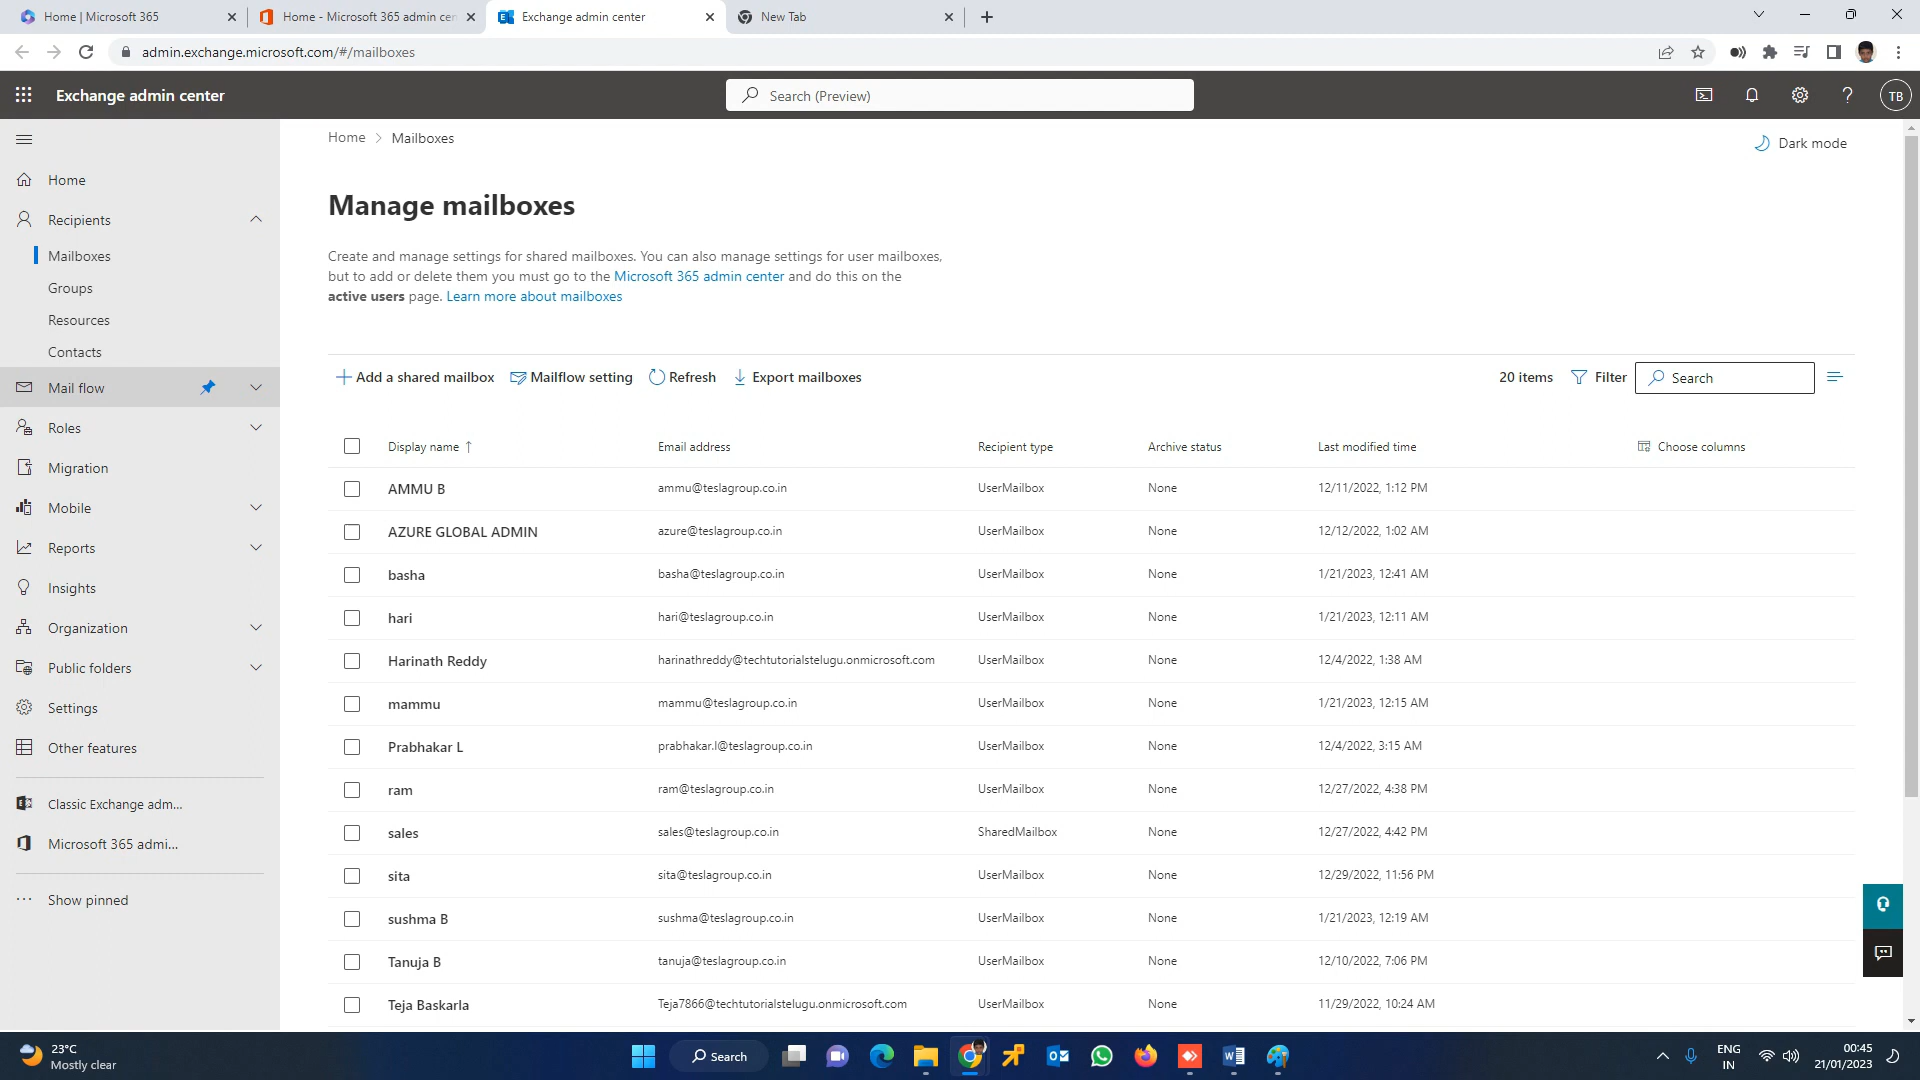 Home | Microsoft 365
Home - Microsoft 365 admin cen
Exchange admin center
New Tab
admin.exchange.microsoft.com/#/mailboxes
Exchange admin center
Search (Preview)
TB
Home
Recipients
Mailboxes
Groups
Resources
Contacts
Mail flow
Roles
Migration
Mobile
Reports
Insights
Organization
Public folders
Settings
Other features
Classic Exchange adm...
Microsoft 365 admi...
Show pinned
Home > Mailboxes
Dark mode
Manage mailboxes
Create and manage settings for shared mailboxes. You can also manage settings for user mailboxes,
but to add or delete them you must go to the Microsoft 365 admin center and do this on the
active users page. Learn more about mailboxes
Add a shared mailbox Mailflow setting Refresh Export mailboxes 20 items Filter Search
Display name ↑ Email address Recipient type Archive status Last modified time Choose columns
AMMU B ammu@teslagroup.co.in UserMailbox None 12/11/2022, 1:12 PM
AZURE GLOBAL ADMIN azure@teslagroup.co.in UserMailbox None 12/12/2022, 1:02 AM
basha basha@teslagroup.co.in UserMailbox None 1/21/2023, 12:41 AM
hari hari@teslagroup.co.in UserMailbox None 1/21/2023, 12:11 AM
Harinath Reddy harinathreddy@techtutorialstelugu.onmicrosoft.com UserMailbox None 12/4/2022, 1:38 AM
mammu mammu@teslagroup.co.in UserMailbox None 1/21/2023, 12:15 AM
Prabhakar L prabhakar.l@teslagroup.co.in UserMailbox None 12/4/2022, 3:15 AM
ram ram@teslagroup.co.in UserMailbox None 12/27/2022, 4:38 PM
sales sales@teslagroup.co.in SharedMailbox None 12/27/2022, 4:42 PM
sita sita@teslagroup.co.in UserMailbox None 12/29/2022, 11:56 PM
sushma B sushma@teslagroup.co.in UserMailbox None 1/21/2023, 12:19 AM
Tanuja B tanuja@teslagroup.co.in UserMailbox None 12/10/2022, 7:06 PM
Teja Baskarla Teja7866@techtutorialstelugu.onmicrosoft.com UserMailbox None 11/29/2022, 10:24 AM
23°C
Mostly clear
Search
ENG
IN
00:45
21/01/2023